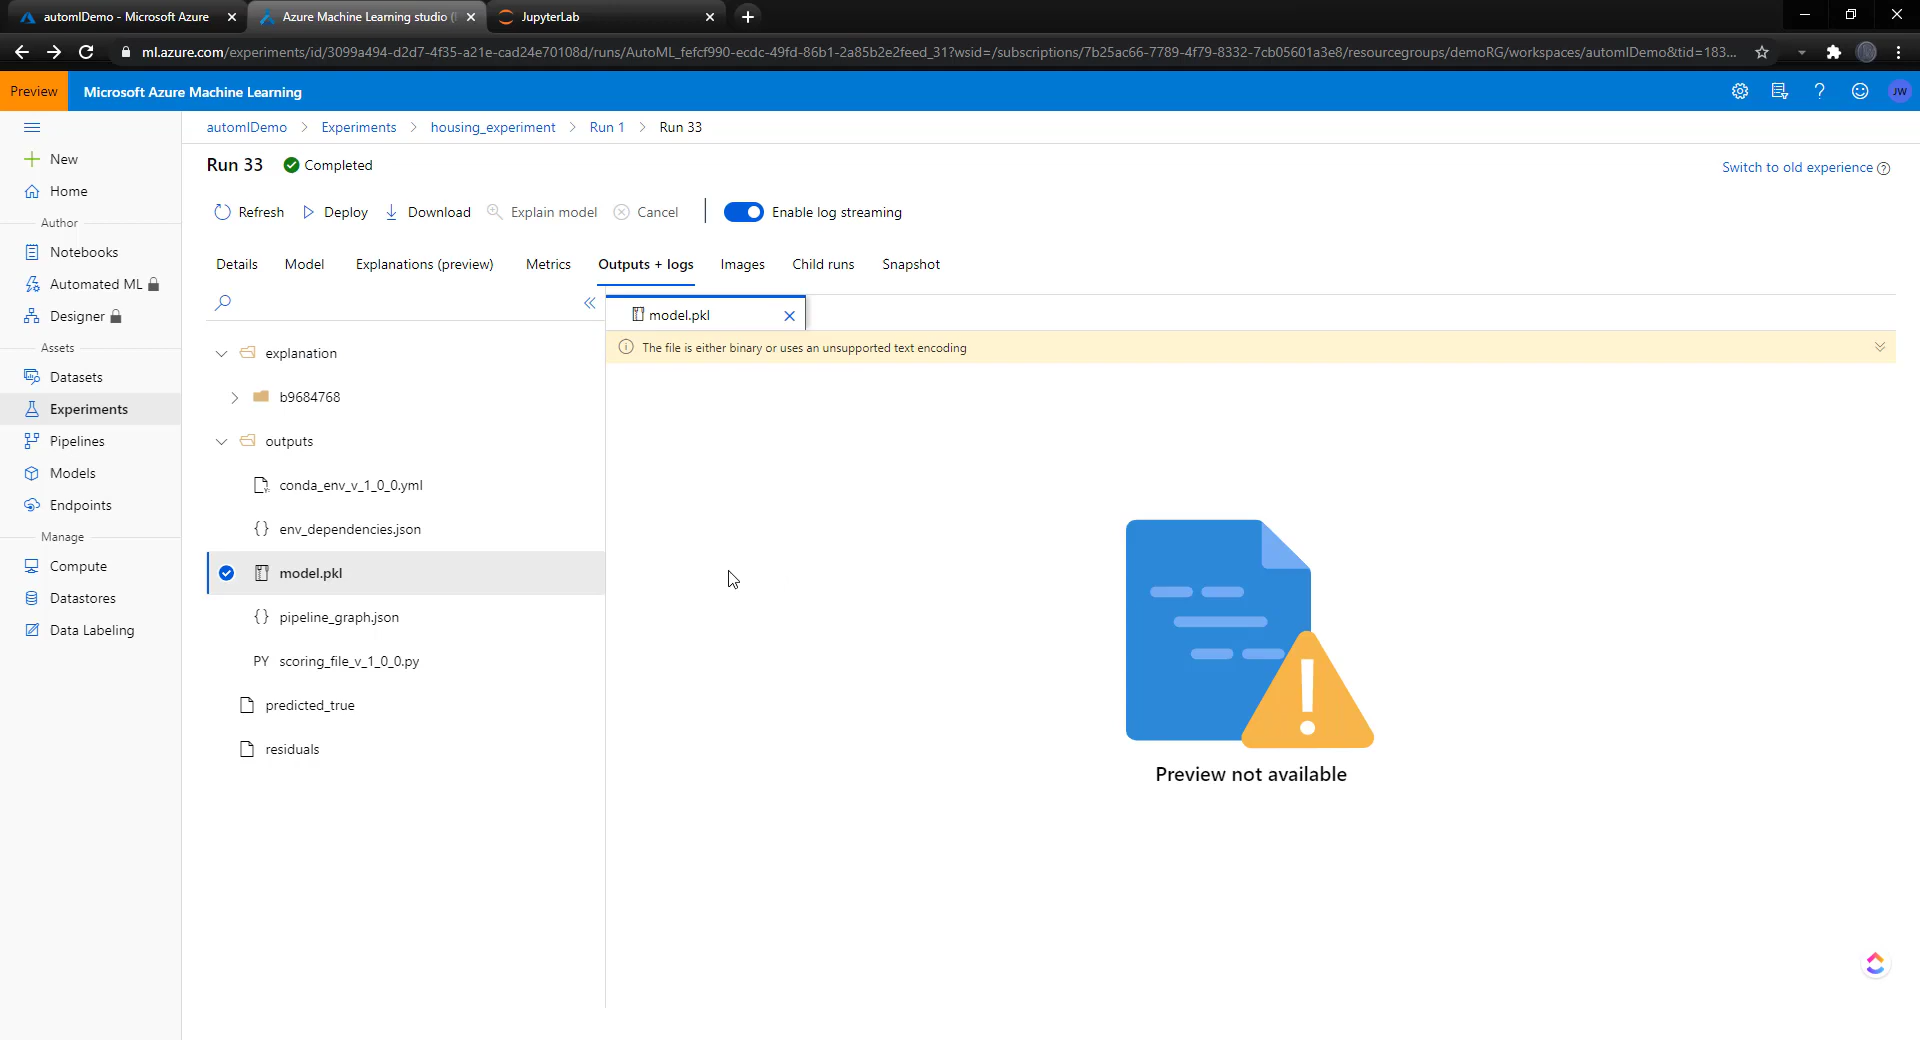 automlDemo - Microsoft Azure
Azure Machine Learning studio (
JupyterLab
ml.azure.com/experiments/id/3099a494-d2d7-4f35-a21e-cad24e70108d/runs/AutoML_fefcf990-ecdc-49fd-86b1-2a85b2e2feed_31?wsid=/subscriptions/7b25ac66-7789-4f79-8332-7cb05601a3e8/resourcegroups/demoRG/workspaces/automlDemo&tid=183...
Preview
Microsoft Azure Machine Learning
JW
automlDemo > Experiments > housing_experiment > Run 1 > Run 33
Run 33 Completed
Switch to old experience
Refresh Deploy Download Explain model Cancel | Enable log streaming
Details Model Explanations (preview) Metrics Outputs + logs Images Child runs Snapshot
New
Home
Author
Notebooks
Automated ML
Designer
Assets
Datasets
Experiments
Pipelines
Models
Endpoints
Manage
Compute
Datastores
Data Labeling
explanation
b9684768
outputs
conda_env_v_1_0_0.yml
{} env_dependencies.json
model.pkl
{} pipeline_graph.json
PY scoring_file_v_1_0_0.py
predicted_true
residuals
model.pkl
The file is either binary or uses an unsupported text encoding
Preview not available